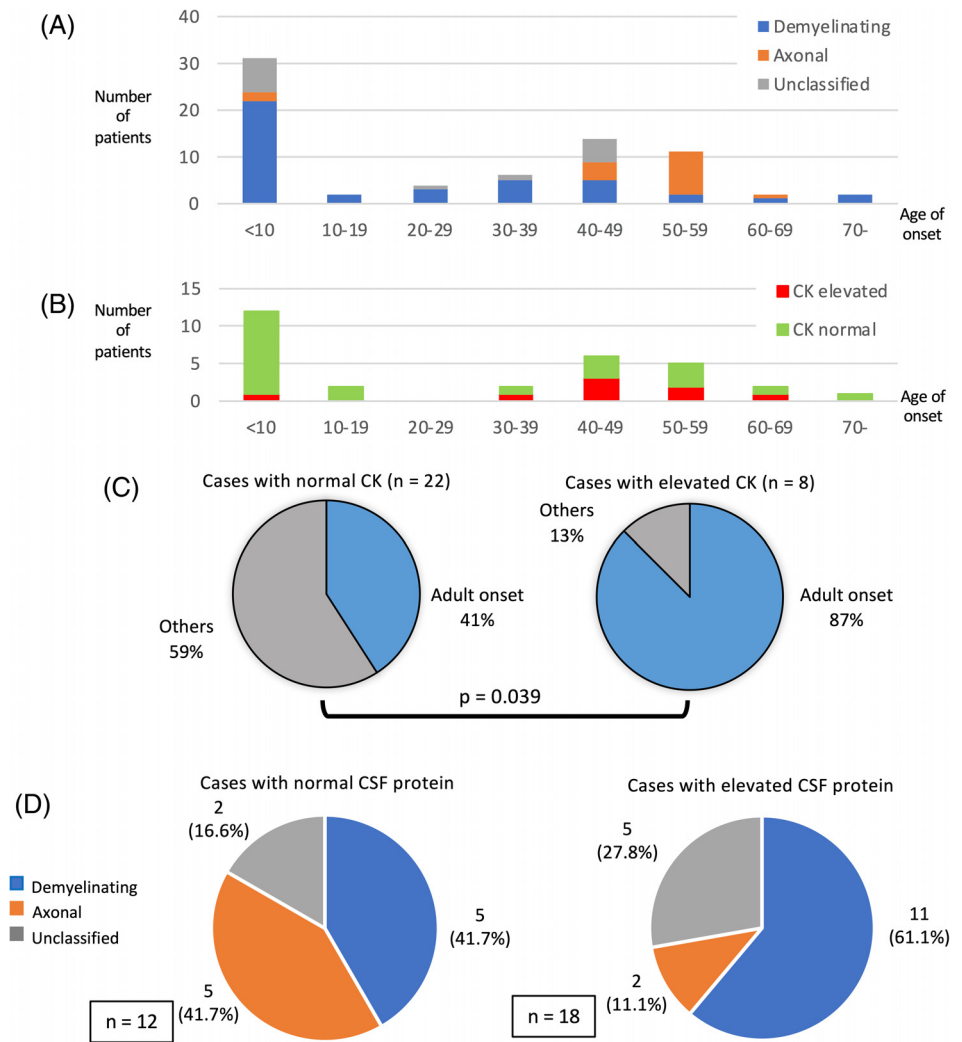 (A)
40
30
20
10
0
Number
of
patients
Demyelinating
Axonal
Unclassified
<10 10-19 20-29 30-39 40-49 50-59 60-69 70-
Age of
onset
(B)
15
10
5
0
Number
of
patients
CK elevated
CK normal
<10 10-19 20-29 30-39 40-49 50-59 60-69 70-
Age of
onset
(C)
Cases with normal CK (n = 22)
Others
59%
Adult onset
41%
Cases with elevated CK (n = 8)
Others
13%
Adult onset
87%
p = 0.039
(D)
Demyelinating
Axonal
Unclassified
Cases with normal CSF protein
2
(16.6%)
5
(41.7%)
5
(41.7%)
n = 12
Cases with elevated CSF protein
5
(27.8%)
11
(61.1%)
2
(11.1%)
n = 18